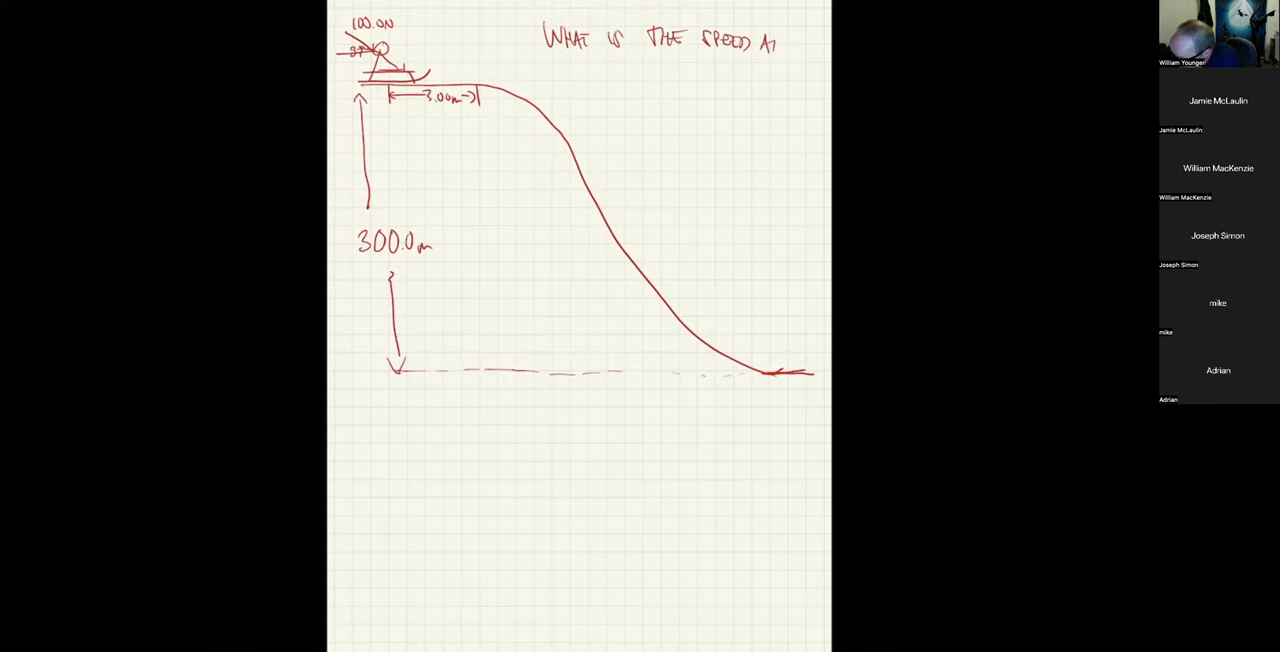 100.0N
WHAT IS THE SPEED AT
3.00m
300.0m
William Younger
Jamie McLaulin
Jamie McLaulin
William MacKenzie
William MacKenzie
Joseph Simon
Joseph Simon
mike
mike
Adrian
Adrian